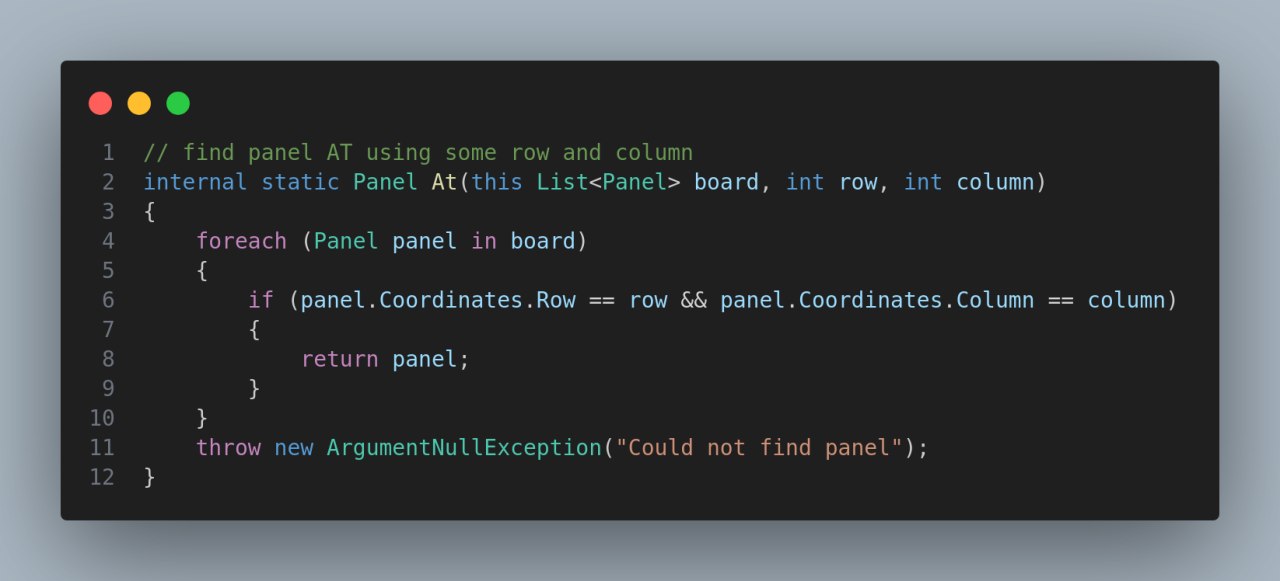 1 // find panel AT using some row and column
2 internal static Panel At(this List<Panel> board, int row, int column)
3 {
4     foreach (Panel panel in board)
5     {
6         if (panel.Coordinates.Row == row && panel.Coordinates.Column == column)
7         {
8             return panel;
9         }
10     }
11     throw new ArgumentNullException("Could not find panel");
12 }